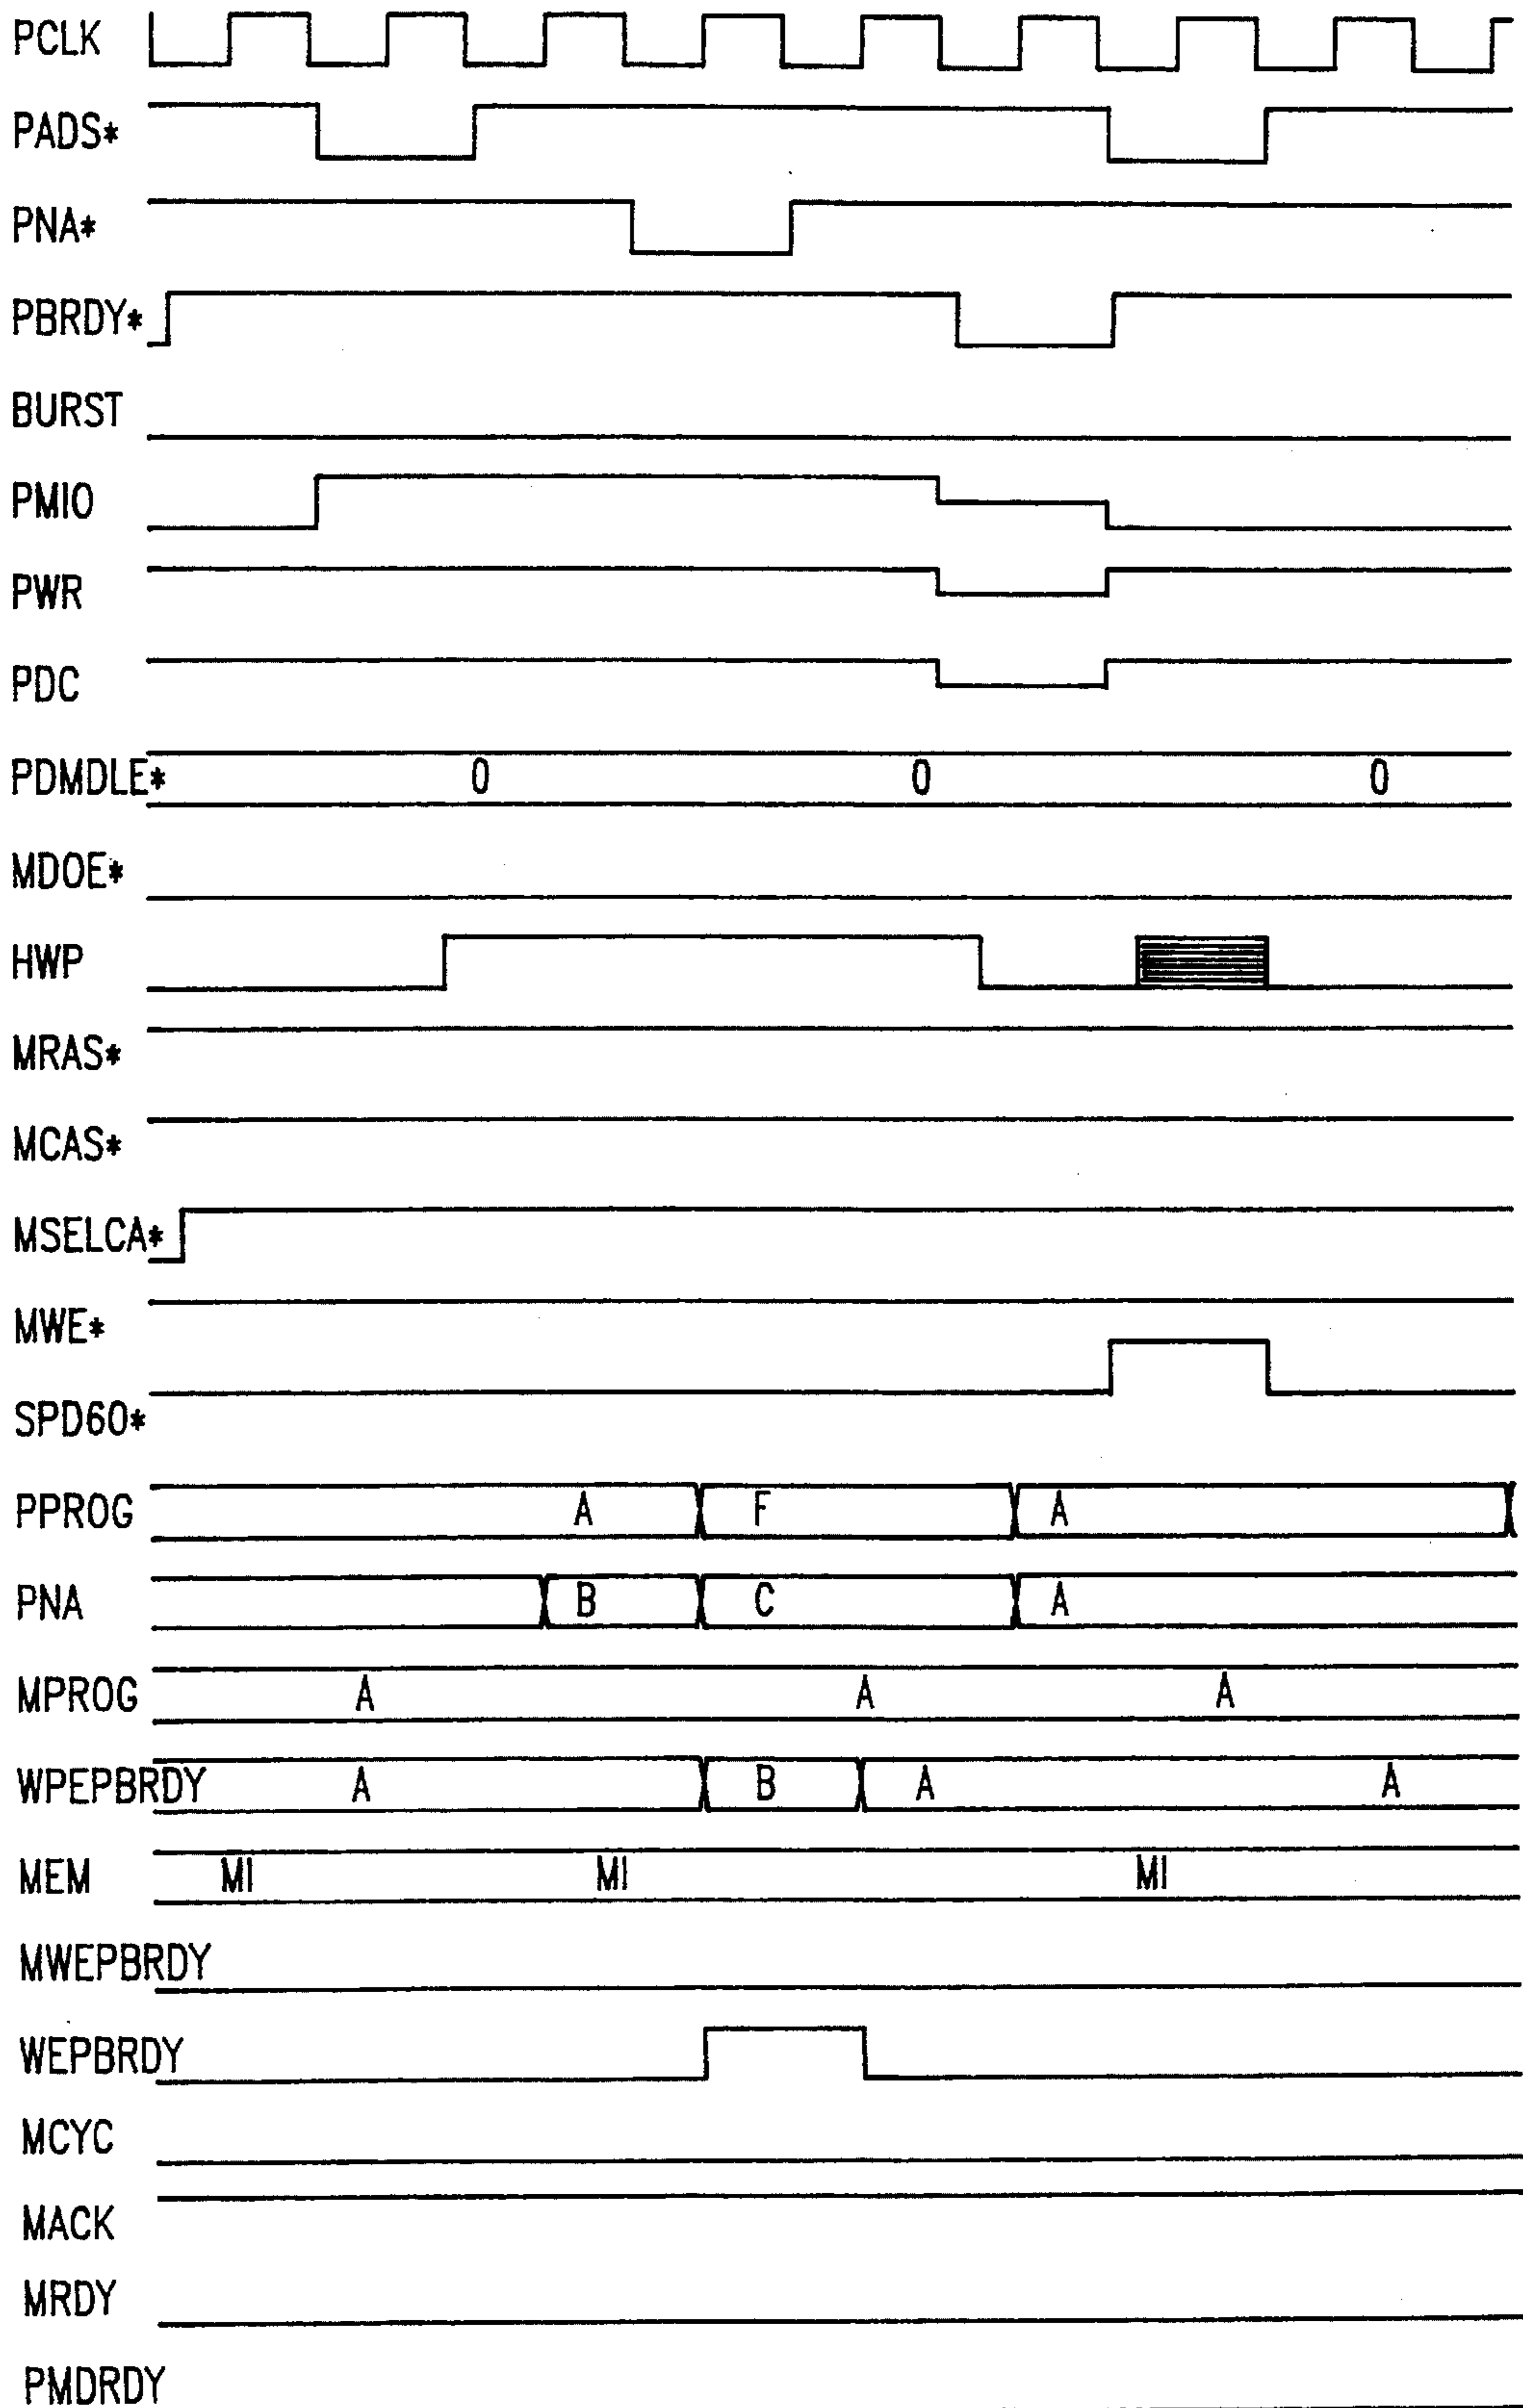 PCLK
PADS*
PNA*
PBRDY*
BURST
PMIO
PWR
PDC
PDMDLE* 0 0 0
MDOE*
HWP
MRAS*
MCAS*
MSELCA*
MWE*
SPD60*
PPROG A F A
PNA B C A
MPROG A A A
WPEPBRDY A B A A
MEM MI MI MI
MWEPBRDY
WEPBRDY
MCYC
MACK
MRDY
PMDRDY